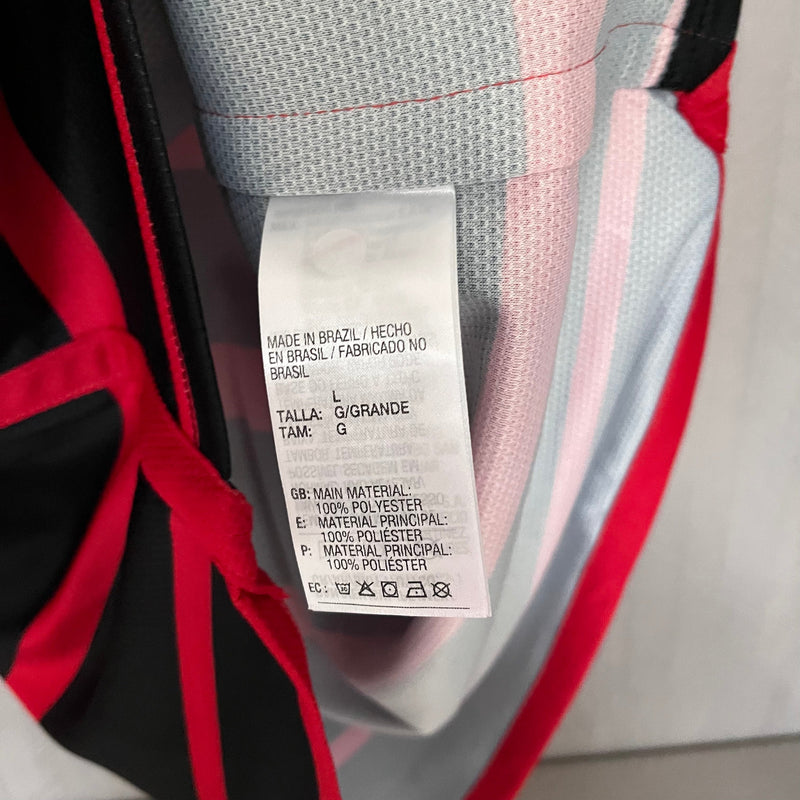 MADE IN BRAZIL / HECHO
EN BRASIL / FABRICADO NO
BRASIL
L
TALLA: G/GRANDE
TAM: G
GB: MAIN MATERIAL:
100% POLYESTER
E: MATERIAL PRINCIPAL:
100% POLIÉSTER
P: MATERIAL PRINCIPAL:
100% POLIÉSTER
EC: